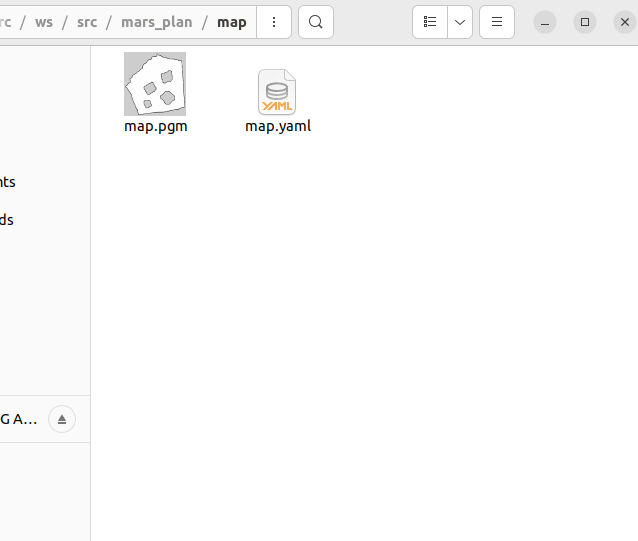 rc / ws / src / mars_plan / map
YAML
map.pgm map.yaml
nts
ds
G A...